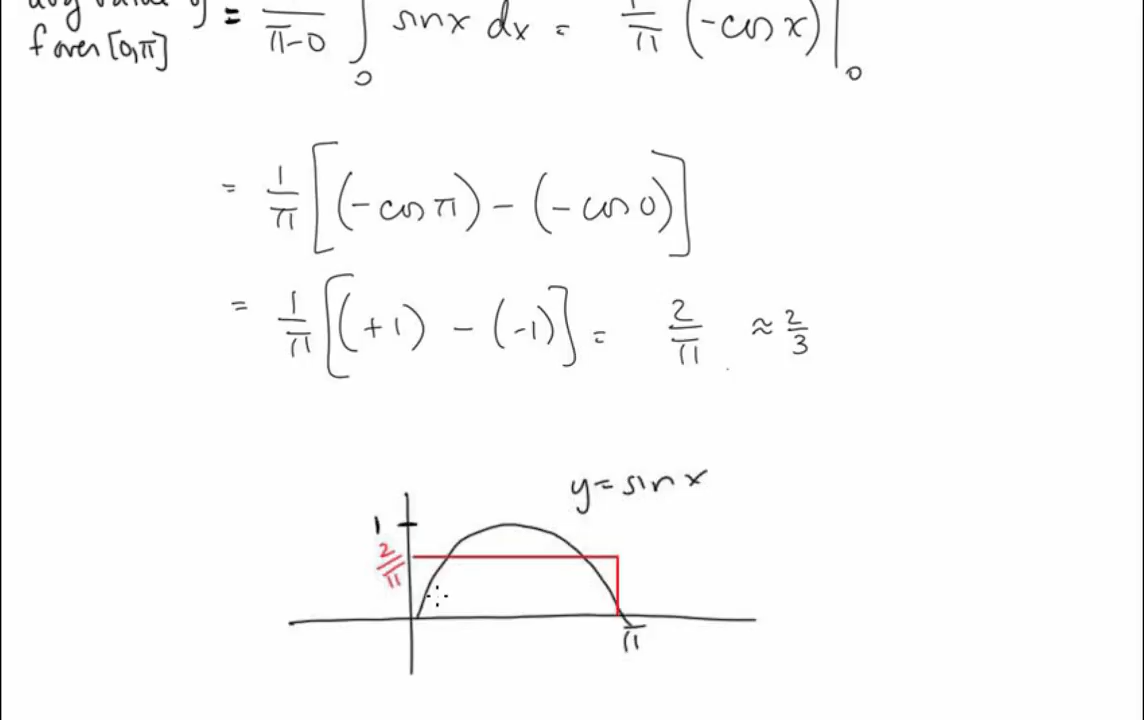 f = 1/(π-0) ∫₀ sinx dx = 1/π (-cos x)|₀
f over [0,π]
= 1/π [(-cos π) - (-cos 0)]
= 1/π [(+1) - (-1)] = 2/π ≈ 2/3
y = sin x
1
2/π
π